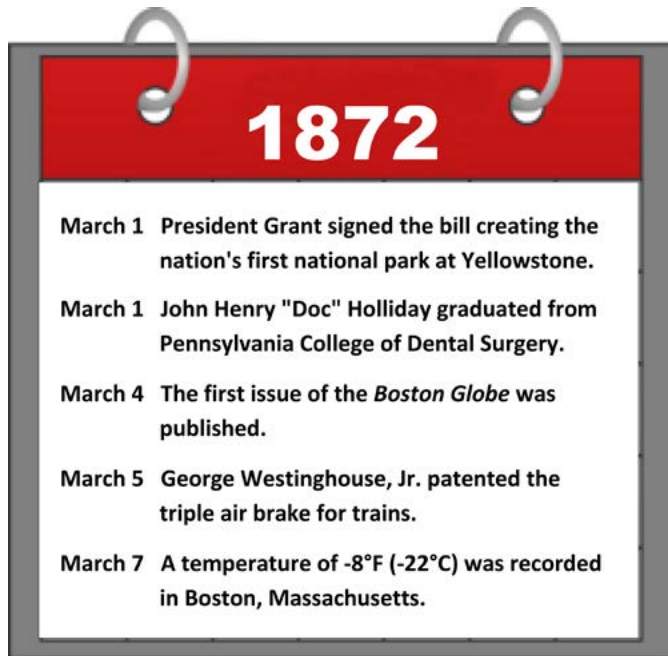 1872
March 1 President Grant signed the bill creating the
nation's first national park at Yellowstone.
March 1 John Henry "Doc" Holliday graduated from
Pennsylvania College of Dental Surgery.
March 4 The first issue of the Boston Globe was
published.
March 5 George Westinghouse, Jr. patented the
triple air brake for trains.
March 7 A temperature of -8°F (-22°C) was recorded
in Boston, Massachusetts.